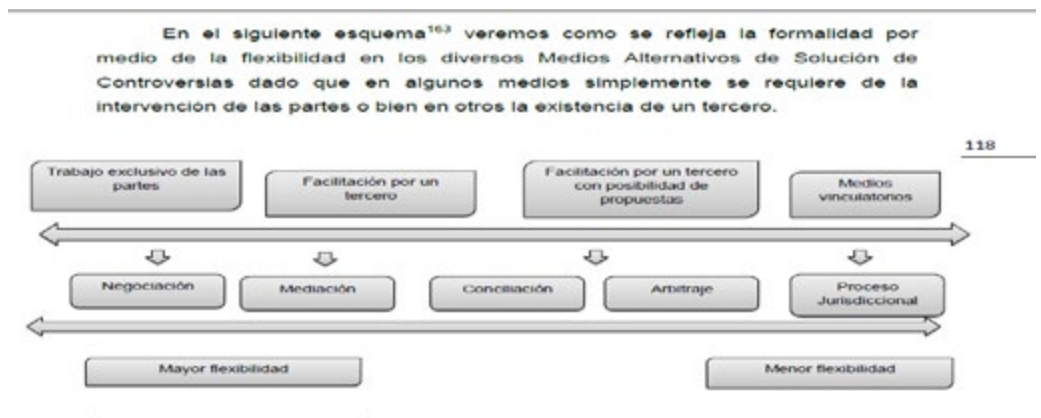 En el siguiente esquema¹⁶³ veremos como se refleja la formalidad por
medio de la flexibilidad en los diversos Medios Alternativos de Solución de
Controversias dado que en algunos medios simplemente se requiere de la
intervención de las partes o bien en otros la existencia de un tercero.
118
Trabajo exclusivo de las
partes
Facilitación por un
tercero
Facilitación por un tercero
con posibilidad de
propuestas
Medios
vinculatorios
Negociación
Mediación
Conciliación
Arbitraje
Proceso
Jurisdiccional
Mayor flexibilidad
Menor flexibilidad